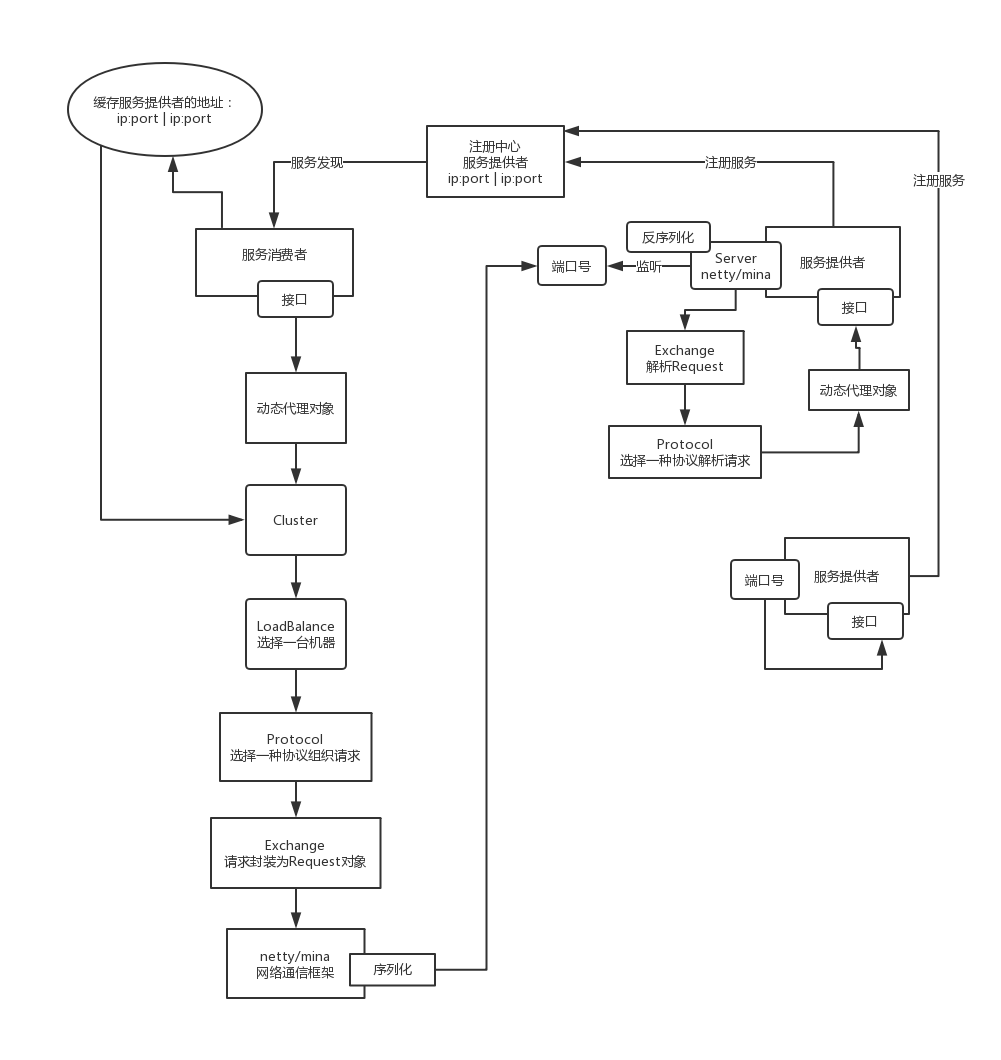 缓存服务提供者的地址：
ip:port | ip:port
注册中心
服务提供者
ip:port | ip:port
服务发现
注册服务
注册服务
服务消费者
接口
端口号
监听
反序列化
Server
netty/mina
服务提供者
接口
Exchange
解析Request
动态代理对象
Protocol
选择一种协议解析请求
动态代理对象
Cluster
LoadBalance
选择一台机器
端口号
服务提供者
接口
Protocol
选择一种协议组织请求
Exchange
请求封装为Request对象
netty/mina
网络通信框架
序列化